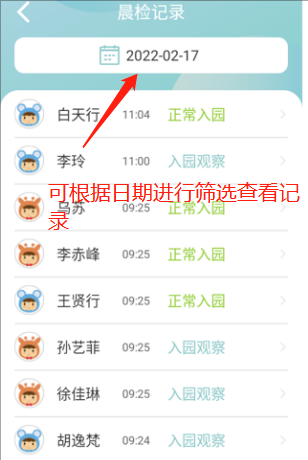 晨检记录
2022-02-17
白天行 11:04 正常入园
李玲 11:00 入园观察
可根据日期进行筛选查看记
录
乌苏 09:25 正常入园
李赤峰 09:25 正常入园
王贤行 09:25 正常入园
孙艺菲 09:25 入园观察
徐佳琳 09:25 入园观察
胡逸梵 09:24 入园观察